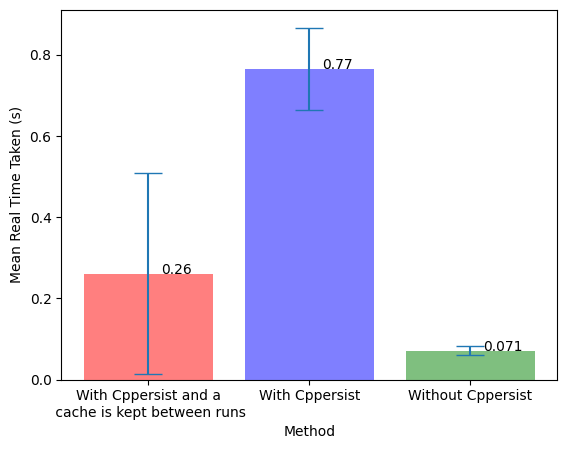 Mean Real Time Taken (s)
0.8
0.6
0.4
0.2
0.0
0.26
0.77
0.071
With Cppersist and a
cache is kept between runs
With Cppersist
Without Cppersist
Method